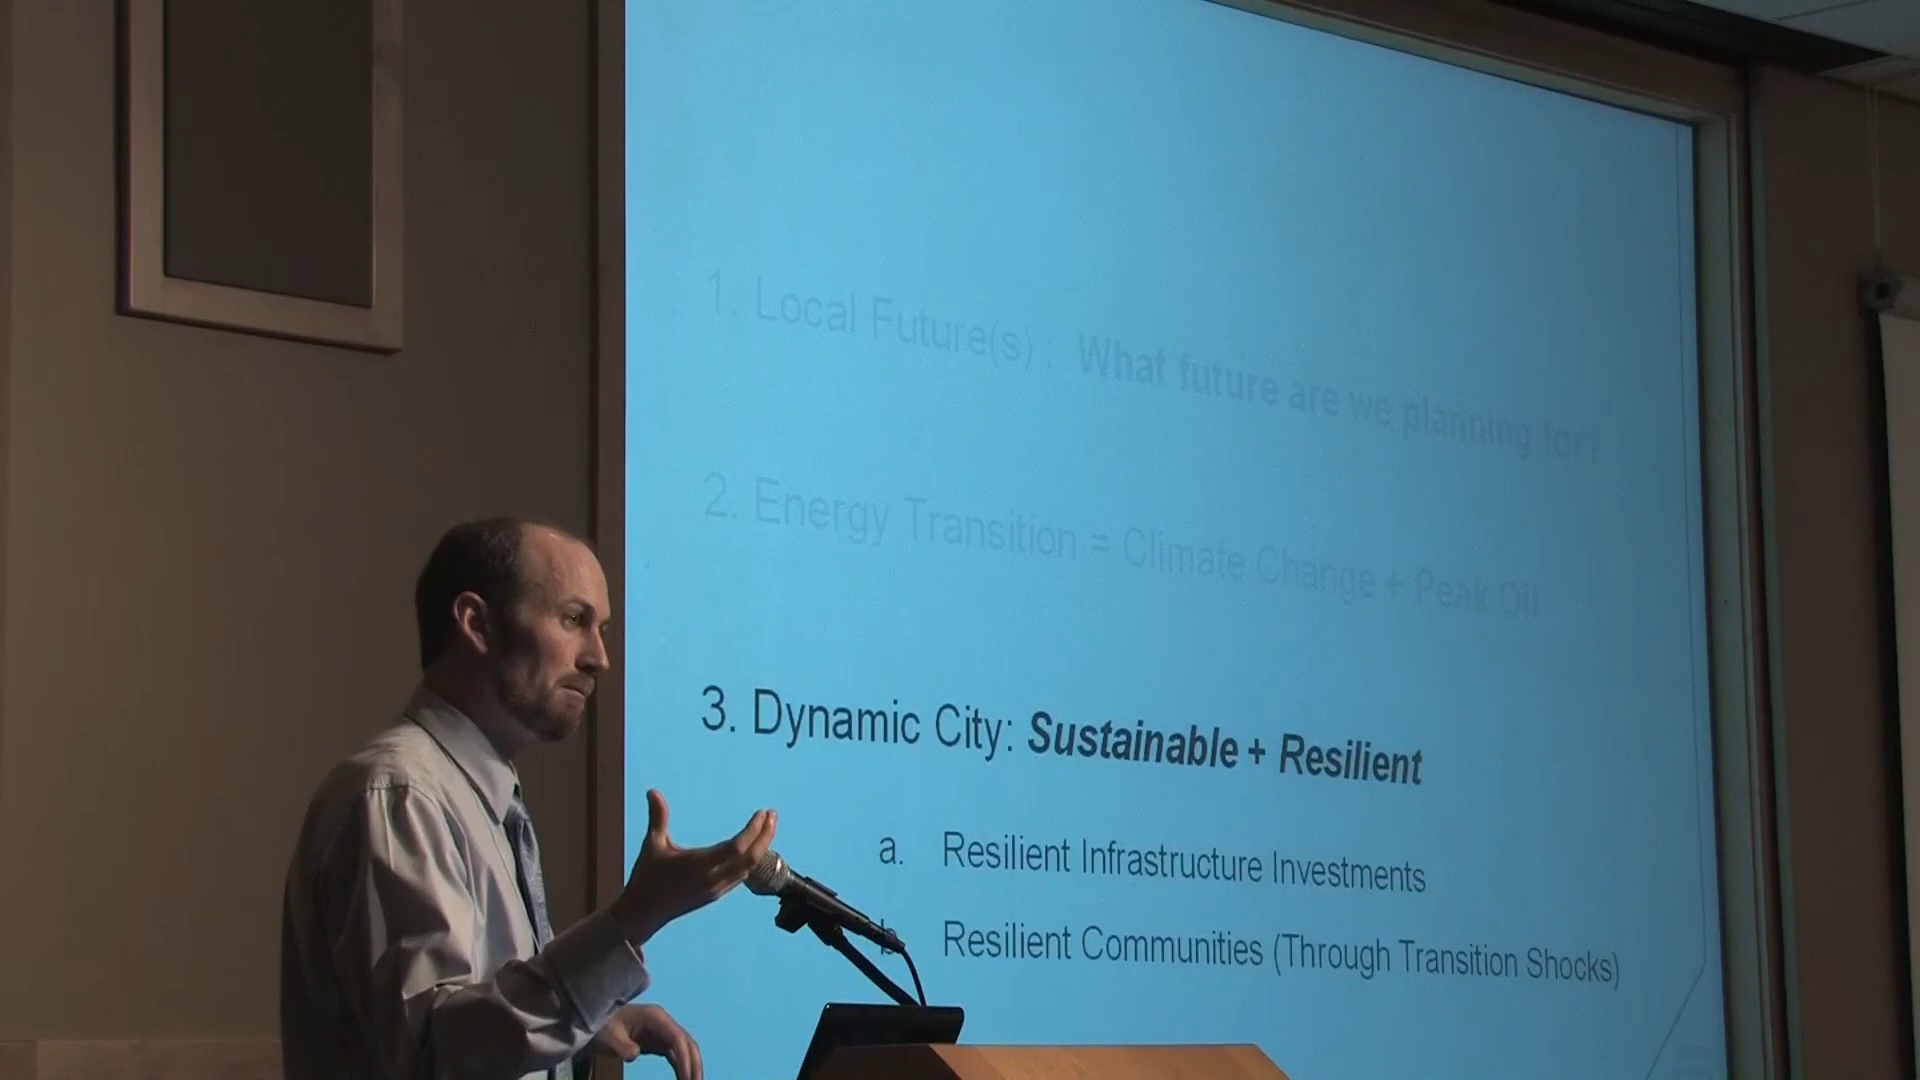 1. Local Future(s) : What future are we planning for?
2. Energy Transition = Climate Change + Peak Oil
3. Dynamic City: Sustainable + Resilient
a. Resilient Infrastructure Investments
b. Resilient Communities (Through Transition Shocks)